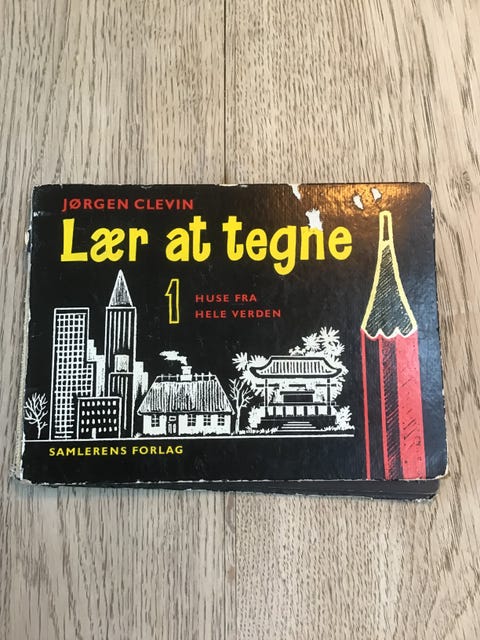 JØRGEN CLEVIN
Lær at tegne
1
HUSE FRA
HELE VERDEN
SAMLERENS FORLAG